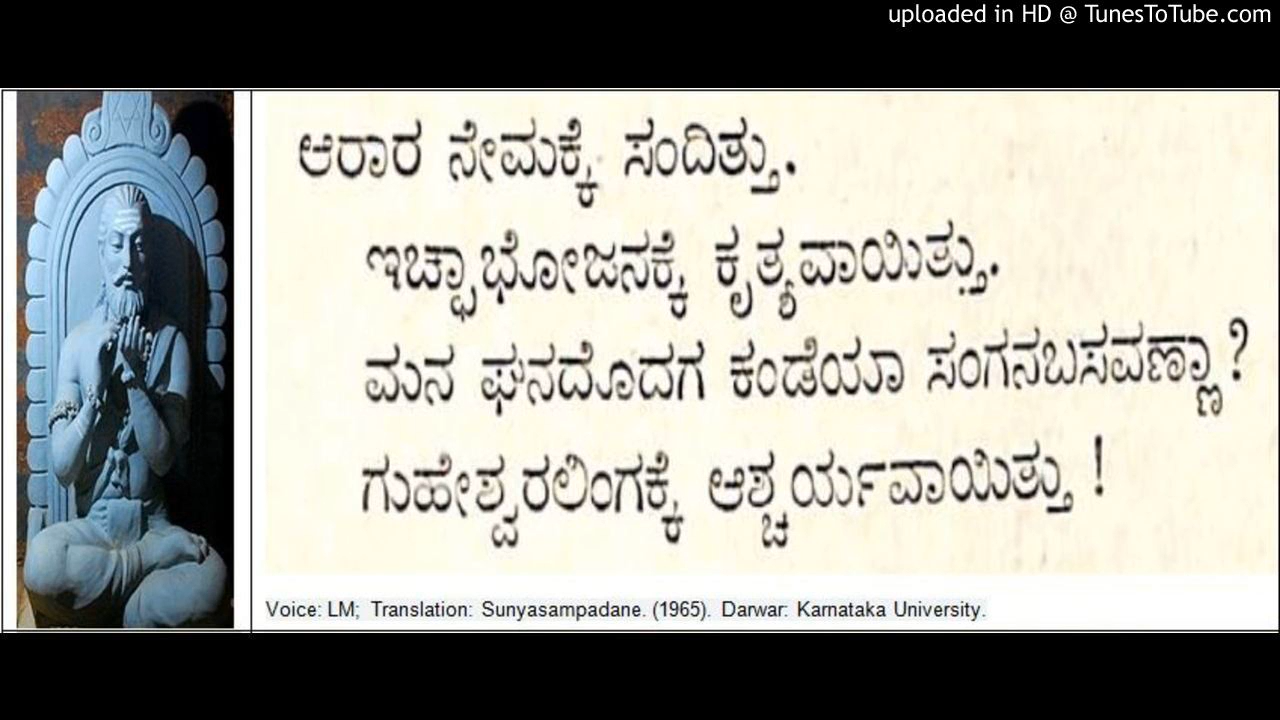 uploaded in HD @ TunesToTube.com
ಆರಾರ ನೇಮಕ್ಕೆ ಸಂದಿತ್ತು.
ಇಚ್ಛಾಭೋಜನಕ್ಕೆ ಕೃತ್ಯವಾಯಿತ್ತು.
ಮನ ಘನದೊದಗ ಕಂಡೆಯಾ ಸಂಗನಬಸವಣ್ಣಾ?
ಗುಹೇಶ್ವರಲಿಂಗಕ್ಕೆ ಆಶ್ಚರ್ಯವಾಯಿತ್ತು!
Voice: LM; Translation: Sunyasampadane. (1965). Darwar: Karnataka University.